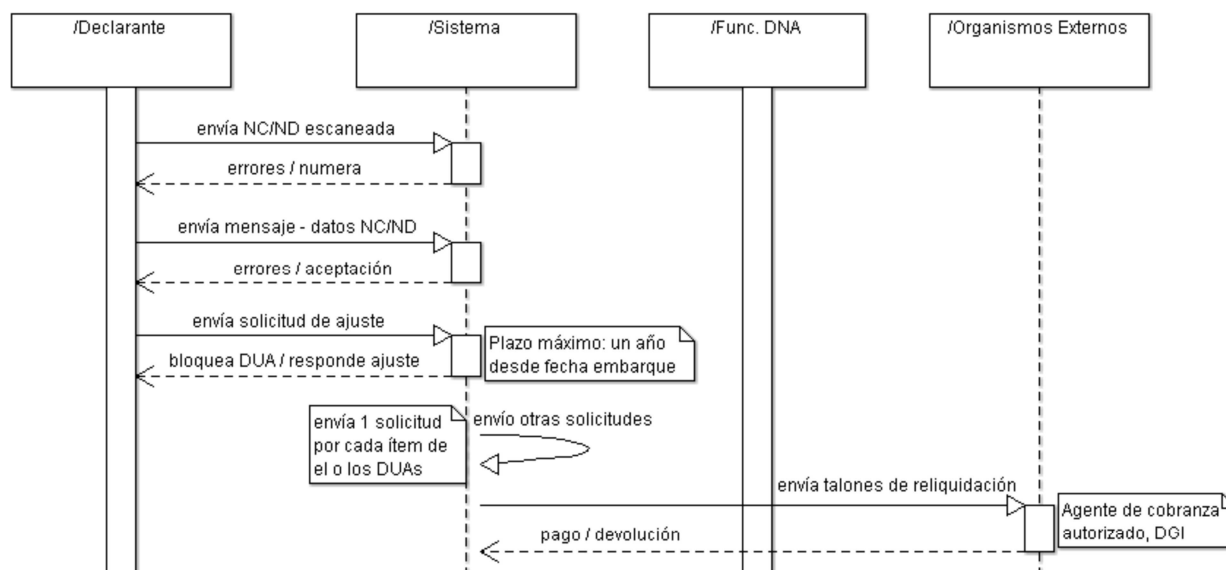 /Declarante
/Sistema
/Func. DNA
/Organismos Externos
envía NC/ND escaneada
errores / numera
envía mensaje - datos NC/ND
errores / aceptación
envía solicitud de ajuste
Plazo máximo: un año
desde fecha embarque
bloquea DUA / responde ajuste
envía 1 solicitud
por cada ítem de
el o los DUAs
envío otras solicitudes
envía talones de reliquidación
Agente de cobranza
autorizado, DGI
pago / devolución